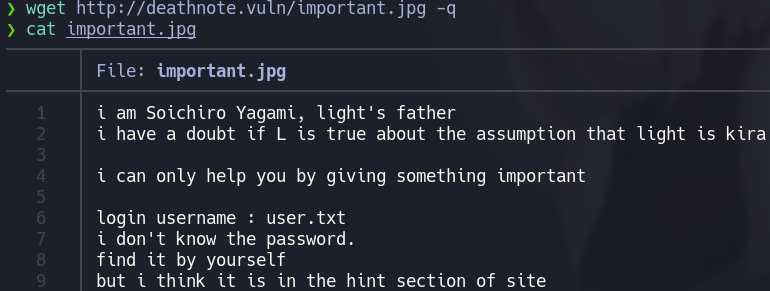 ❯ wget http://deathnote.vuln/important.jpg -q
❯ cat important.jpg
File: important.jpg
1 i am Soichiro Yagami, light's father
2 i have a doubt if L is true about the assumption that light is kira
3
4 i can only help you by giving something important
5
6 login username : user.txt
7 i don't know the password.
8 find it by yourself
9 but i think it is in the hint section of site